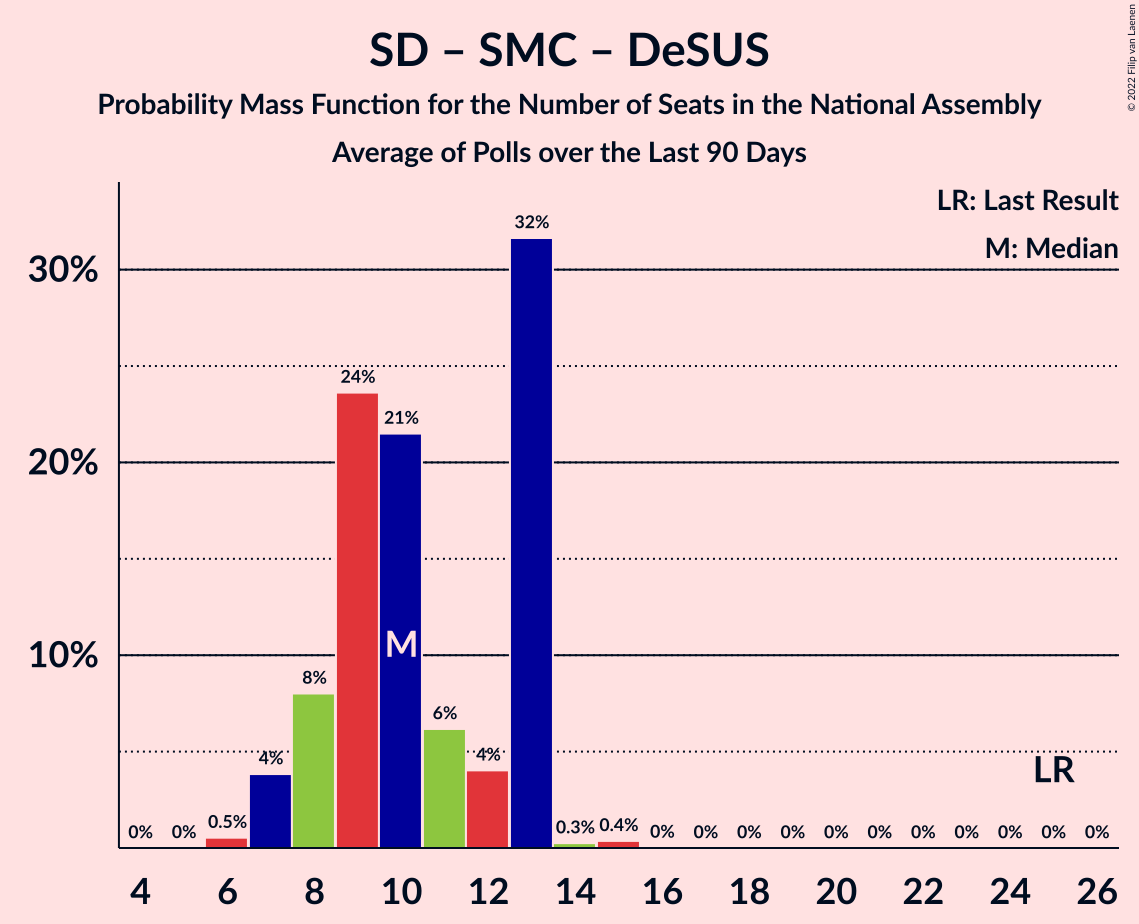 SD – SMC – DeSUS
Probability Mass Function for the Number of Seats in the National Assembly
Average of Polls over the Last 90 Days
© 2022 Filip van Laenen
LR: Last Result
M: Median
30%
20%
10%
0% 0% 0.5% 4% 8% 24% 21% 6% 4% 32% 0.3% 0.4% 0% 0% 0% 0% 0% 0% 0% 0% 0% 0% 0%
M
LR
4 6 8 10 12 14 16 18 20 22 24 26